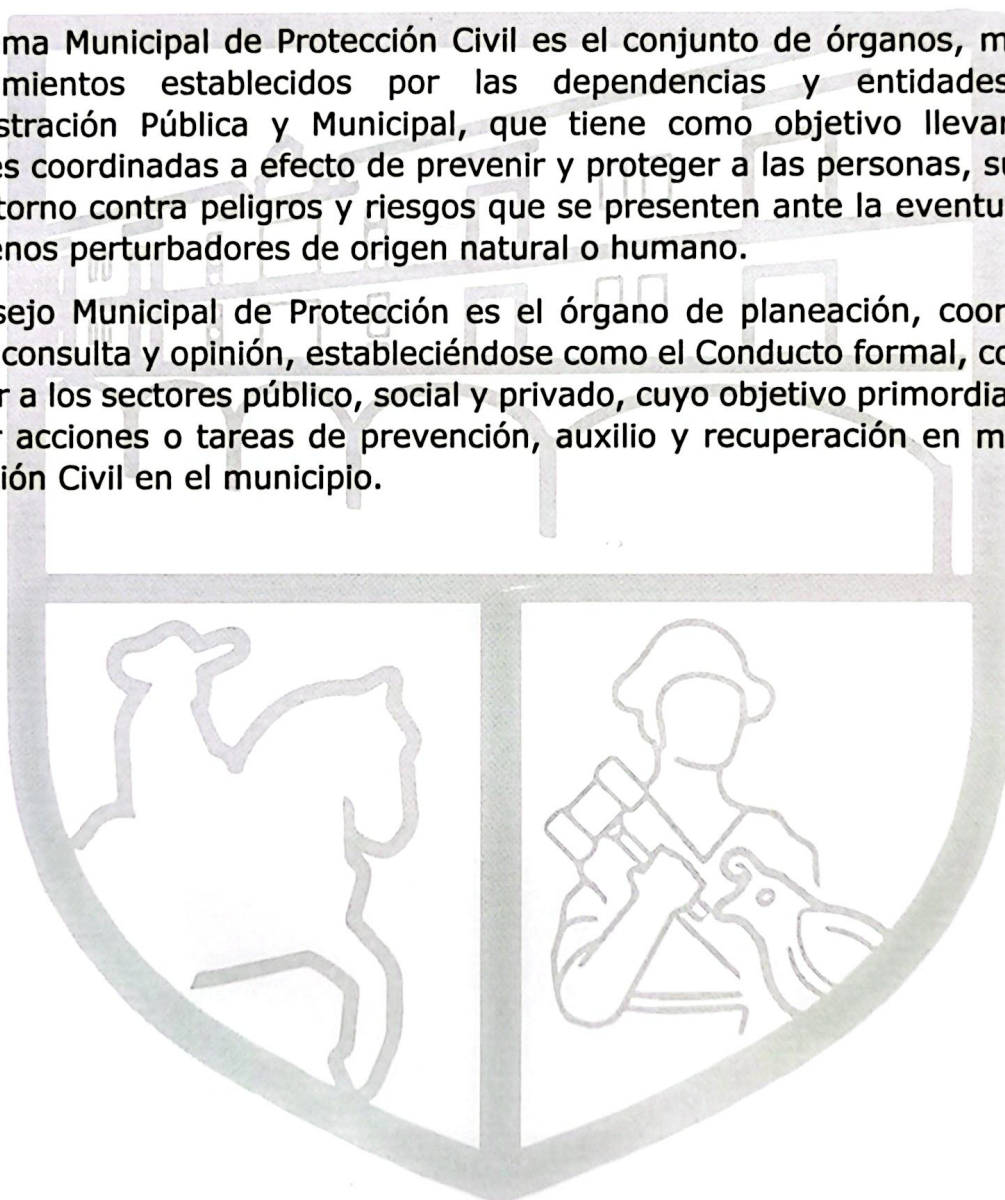 ma Municipal de Protección Civil es el conjunto de órganos, m
mientos establecidos por las dependencias y entidades
stración Pública y Municipal, que tiene como objetivo llevar
es coordinadas a efecto de prevenir y proteger a las personas, su
torno contra peligros y riesgos que se presenten ante la eventu
enos perturbadores de origen natural o humano.
sejo Municipal de Protección es el órgano de planeación, coor
consulta y opinión, estableciéndose como el Conducto formal, co
r a los sectores público, social y privado, cuyo objetivo primordia
r acciones o tareas de prevención, auxilio y recuperación en m
ión Civil en el municipio.